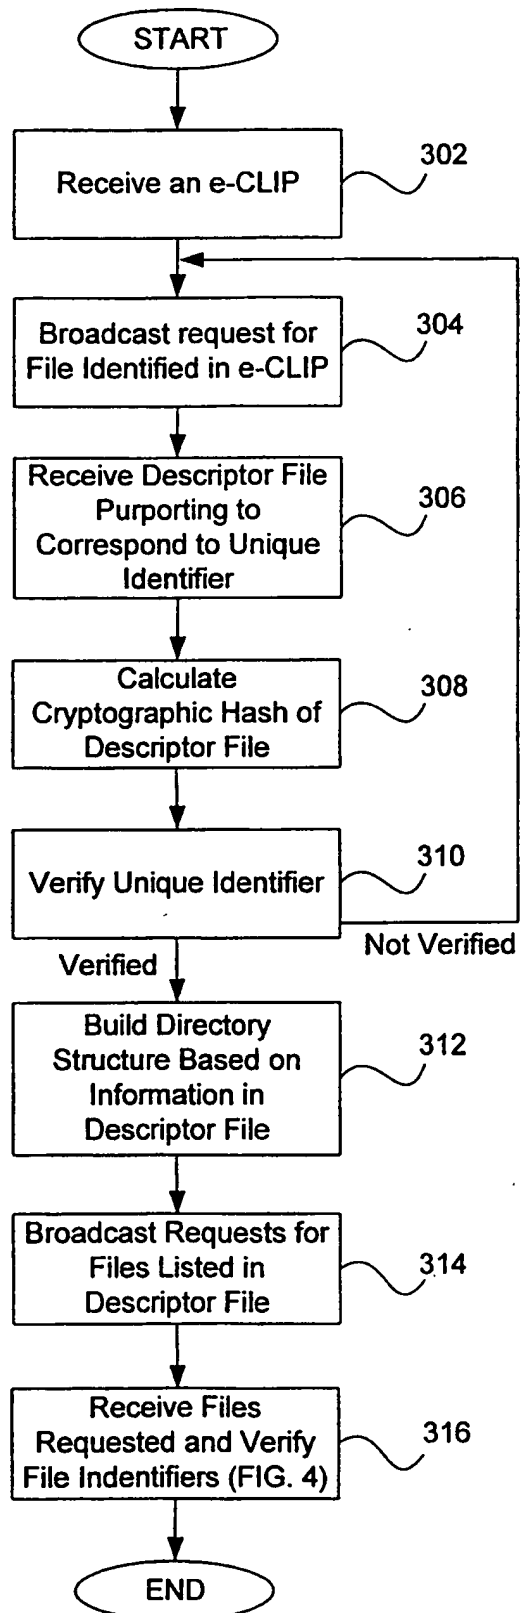 START
Receive an e-CLIP
302
Broadcast request for
File Identified in e-CLIP
304
Receive Descriptor File
Purporting to
Correspond to Unique
Identifier
306
Calculate
Cryptographic Hash of
Descriptor File
308
Verify Unique Identifier
310
Not Verified
Verified
Build Directory
Structure Based on
Information in
Descriptor File
312
Broadcast Requests for
Files Listed in
Descriptor File
314
Receive Files
Requested and Verify
File Indentifiers (FIG. 4)
316
END